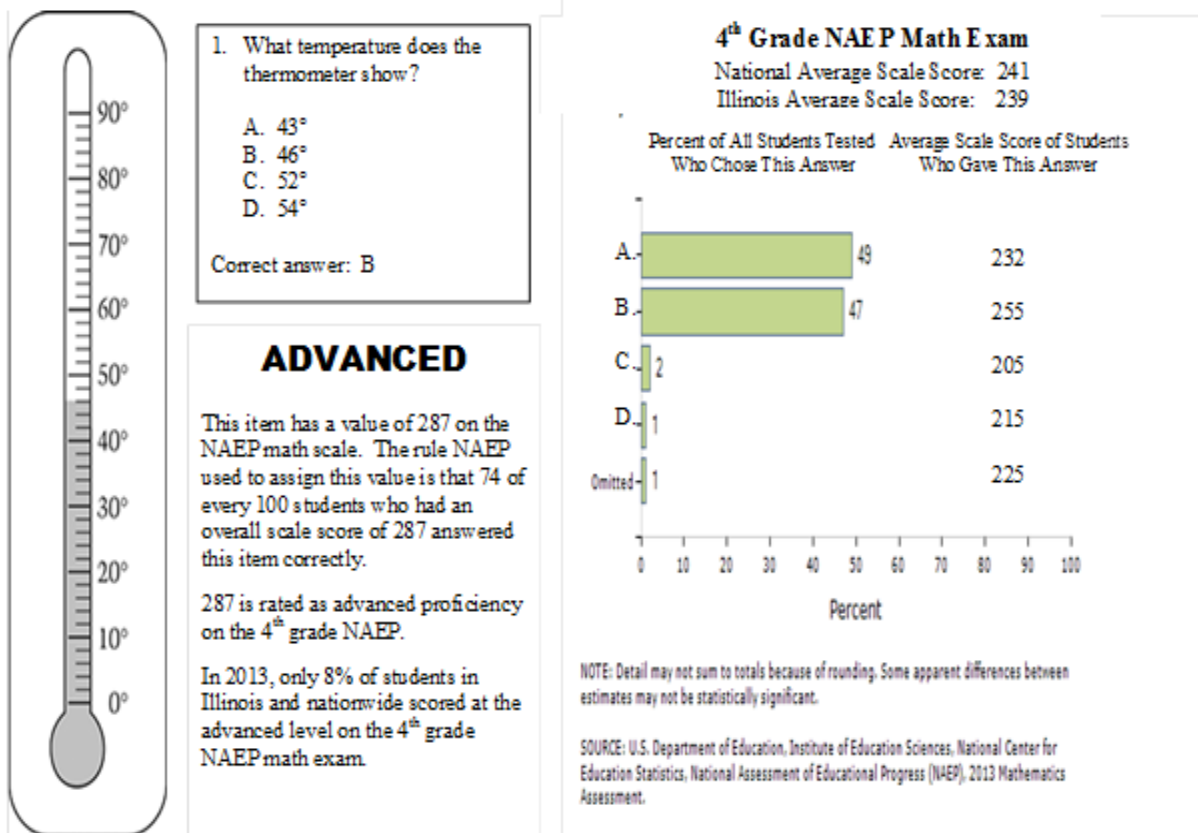 90°
80°
70°
60°
50°
40°
30°
20°
10°
0°
1. What temperature does the
thermometer show?
A. 43°
B. 46°
C. 52°
D. 54°
Correct answer: B
ADVANCED
This item has a value of 287 on the
NAEP math scale. The rule NAEP
used to assign this value is that 74 of
every 100 students who had an
overall scale score of 287 answered
this item correctly.
287 is rated as advanced proficiency
on the 4th grade NAEP.
In 2013, only 8% of students in
Illinois and nationwide scored at the
advanced level on the 4th grade
NAEP math exam.
4th Grade NAEP Math Exam
National Average Scale Score: 241
Illinois Average Scale Score: 239
Percent of All Students Tested Average Scale Score of Students
Who Chose This Answer Who Gave This Answer
A. 49 232
B. 47 255
C. 2 205
D. 1 215
Omitted 1 225
0 10 20 30 40 50 60 70 80 90 100
Percent
NOTE: Detail may not sum to totals because of rounding. Some apparent differences between
estimates may not be statistically significant.
SOURCE: U.S. Department of Education, Institute of Education Sciences, National Center for
Education Statistics, National Assessment of Educational Progress (NAEP), 2013 Mathematics
Assessment.